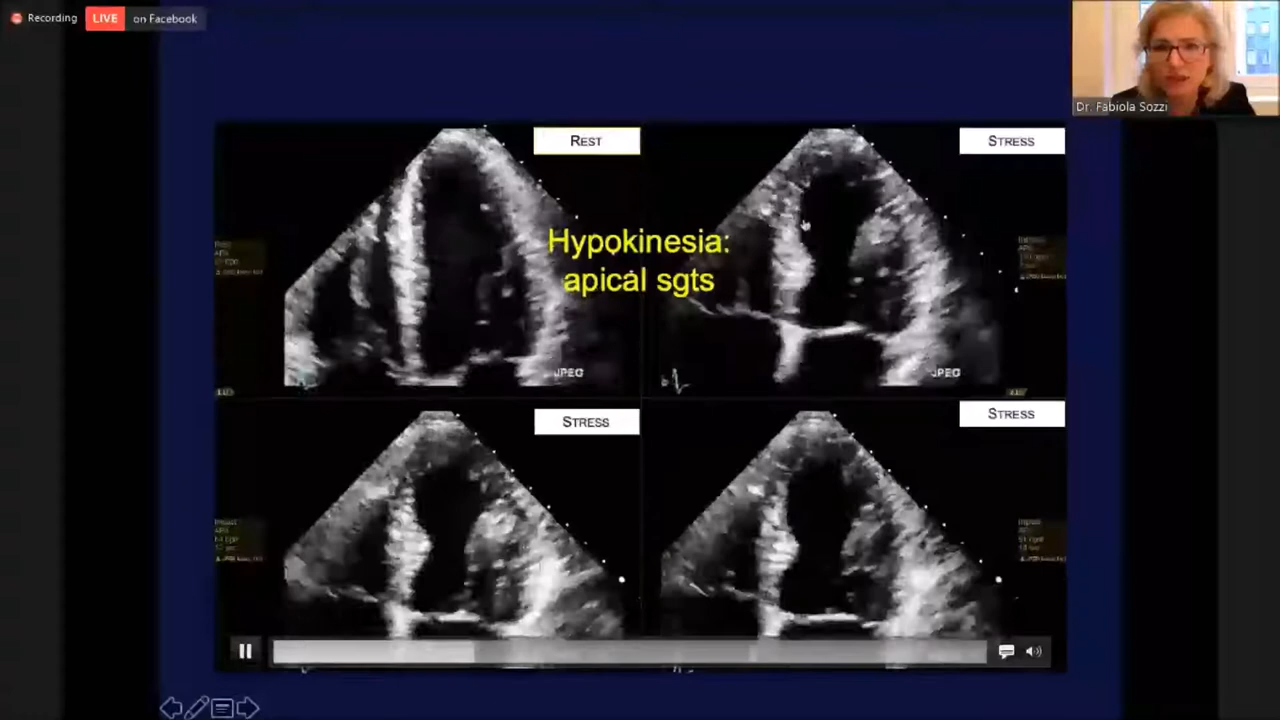 Recording
LIVE on Facebook
Dr. Fabiola Sozzi
REST
STRESS
Hypokinesia:
apical sgts
JPEG
JPEG
STRESS
STRESS